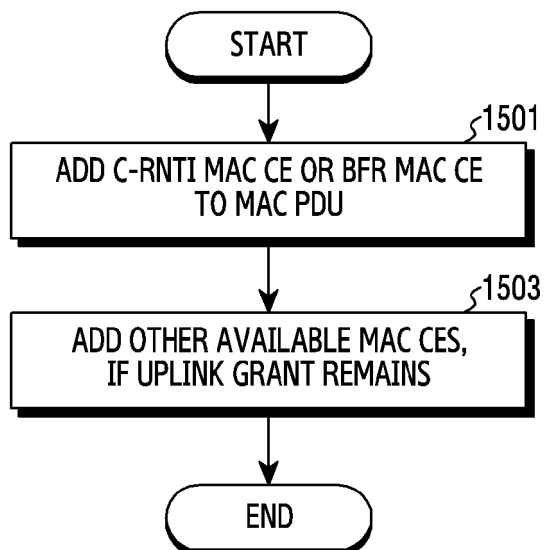 START
1501
ADD C-RNTI MAC CE OR BFR MAC CE
TO MAC PDU
1503
ADD OTHER AVAILABLE MAC CES,
IF UPLINK GRANT REMAINS
END